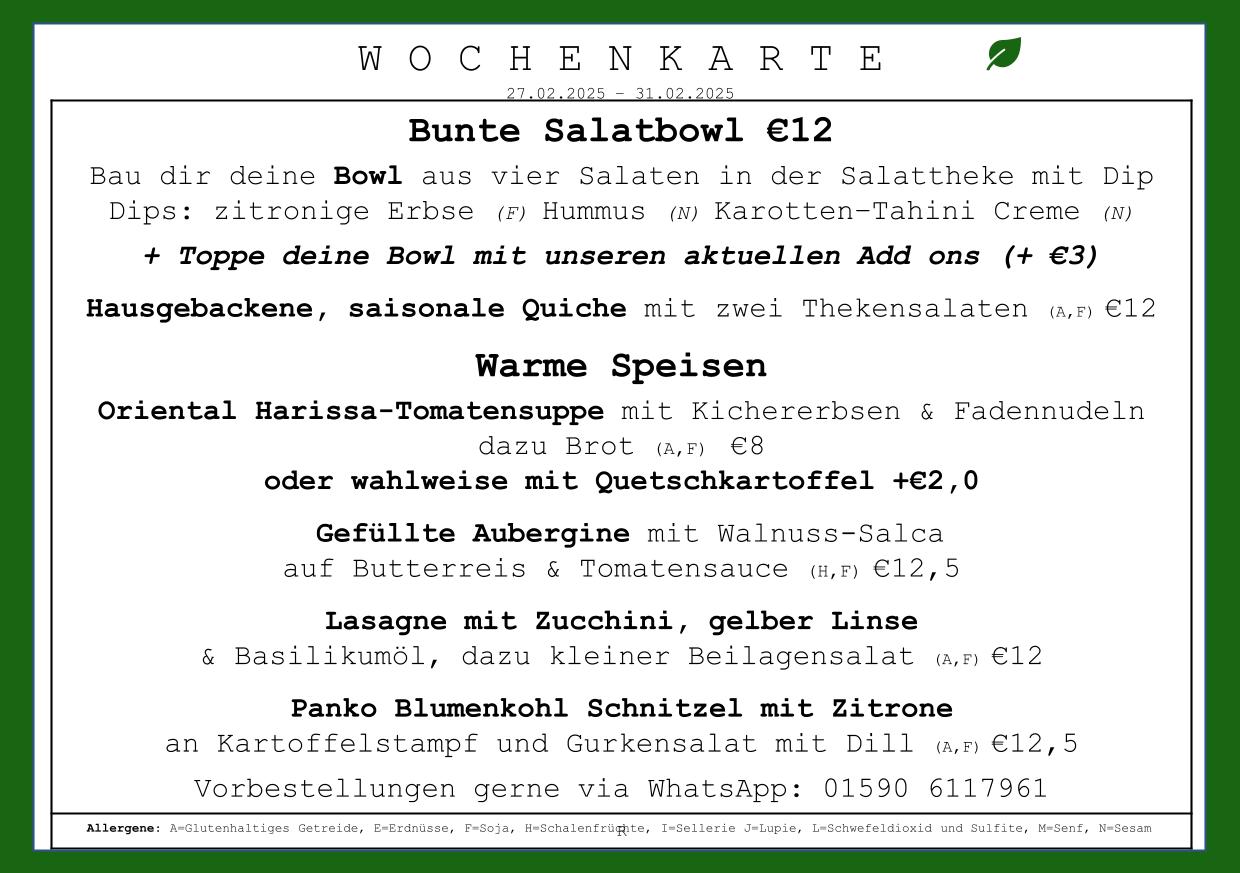 WOCHENKARTE
27.02.2025 – 31.02.2025
Bunte Salatbowl €12
Bau dir deine Bowl aus vier Salaten in der Salattheke mit Dip
Dips: zitronige Erbse (F) Hummus (N) Karotten-Tahini Creme (N)
+ Toppe deine Bowl mit unseren aktuellen Add ons (+ €3)
Hausgebackene, saisonale Quiche mit zwei Thekensalaten (A,F) €12
Warme Speisen
Oriental Harissa-Tomatensuppe mit Kichererbsen & Fadennudeln
dazu Brot (A,F) €8
oder wahlweise mit Quetschkartoffel +€2,0
Gefüllte Aubergine mit Walnuss-Salca
auf Butterreis & Tomatensauce (H,F) €12,5
Lasagne mit Zucchini, gelber Linse
& Basilikumöl, dazu kleiner Beilagensalat (A,F) €12
Panko Blumenkohl Schnitzel mit Zitrone
an Kartoffelstampf und Gurkensalat mit Dill (A,F) €12,5
Vorbestellungen gerne via WhatsApp: 01590 6117961
Allergene: A=Glutenhaltiges Getreide, E=Erdnüsse, F=Soja, H=Schalenfrüchte, I=Sellerie J=Lupie, L=Schwefeldioxid und Sulfite, M=Senf, N=Sesam
R